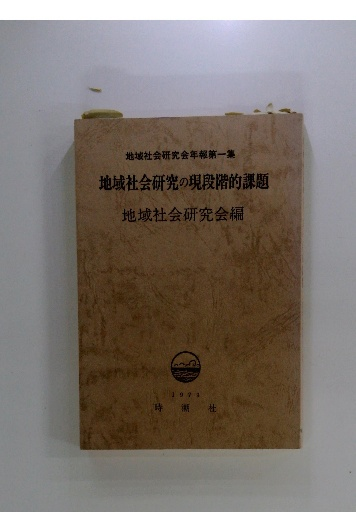 地域社会研究会年報第一集
地域社会研究の現段階的課題
地域社会研究会編
時潮社